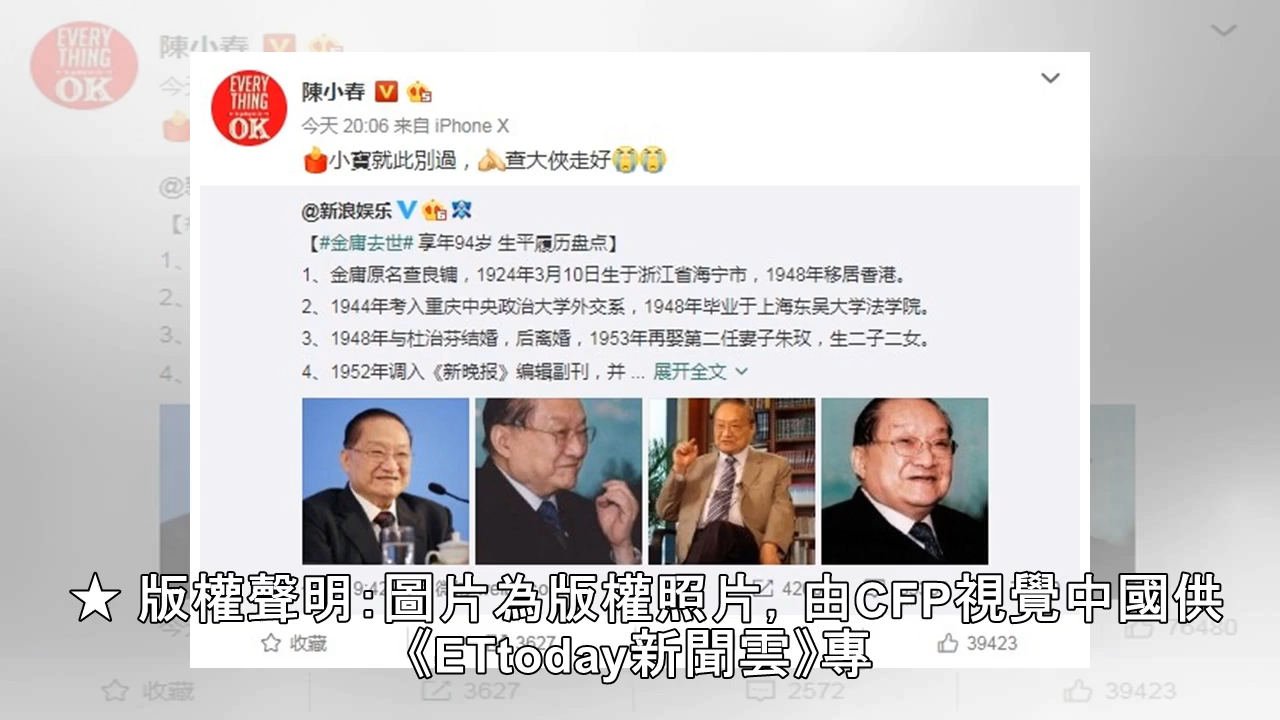 EVERY
THING
OK
陳小春
今天 20:06 来自 iPhone X
小寶就此別過，查大俠走好
@新浪娱乐
【#金庸去世# 享年94岁 生平履历盘点】
1、金庸原名查良镛，1924年3月10日生于浙江省海宁市，1948年移居香港。
2、1944年考入重庆中央政治大学外交系，1948年毕业于上海东吴大学法学院。
3、1948年与杜治芬结婚，后离婚，1953年再娶第二任妻子朱玫，生二子二女。
4、1952年调入《新晚报》编辑副刊，并 ... 展开全文
★ 版權聲明：圖片為版權照片，由CFP視覺中國供
《ETtoday新聞雲》專
收藏
3627
39423
收藏
3627
2572
39423
76480